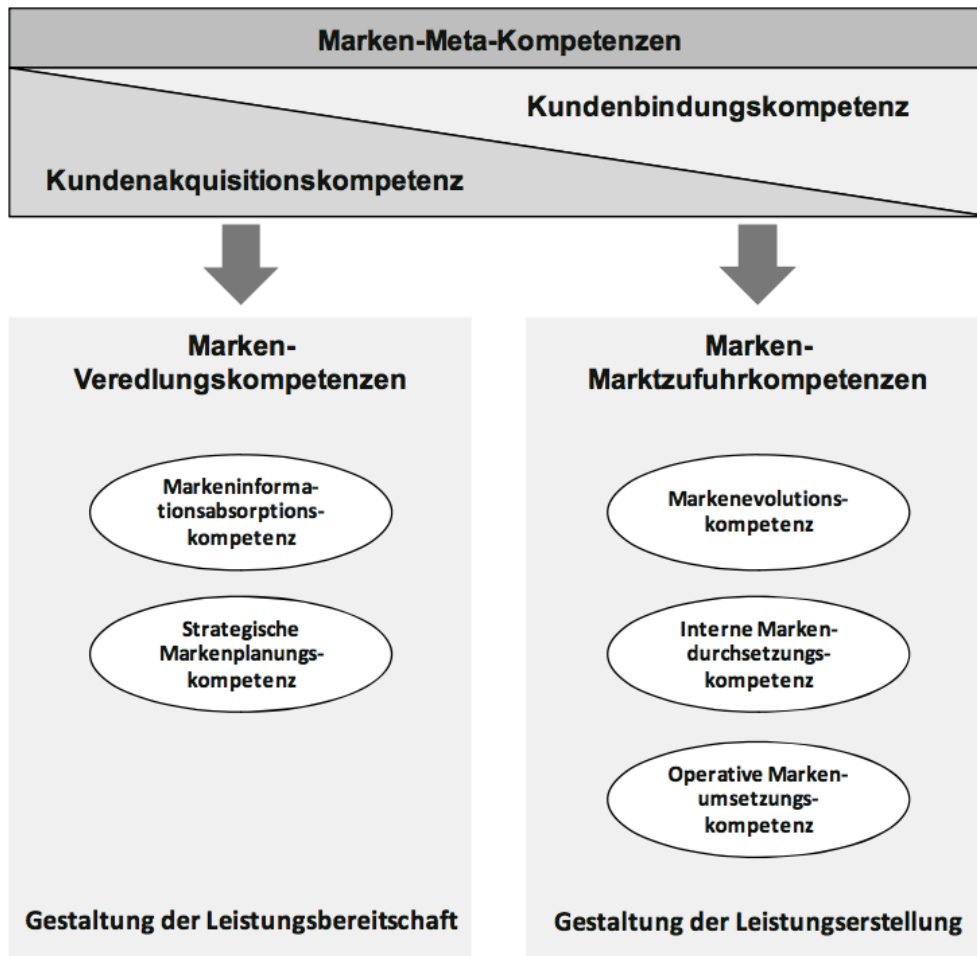 Marken-Meta-Kompetenzen
Kundenbindungskompetenz
Kundenakquisitionskompetenz
Marken-
Veredlungskompetenzen
Markeninforma-
tionsabsorptions-
kompetenz
Strategische
Markenplanungs-
kompetenz
Gestaltung der Leistungsbereitschaft
Marken-
Marktzufuhrkompetenzen
Markenevolutions-
kompetenz
Interne Marken-
durchsetzungs-
kompetenz
Operative Marken-
umsetzungs-
kompetenz
Gestaltung der Leistungserstellung